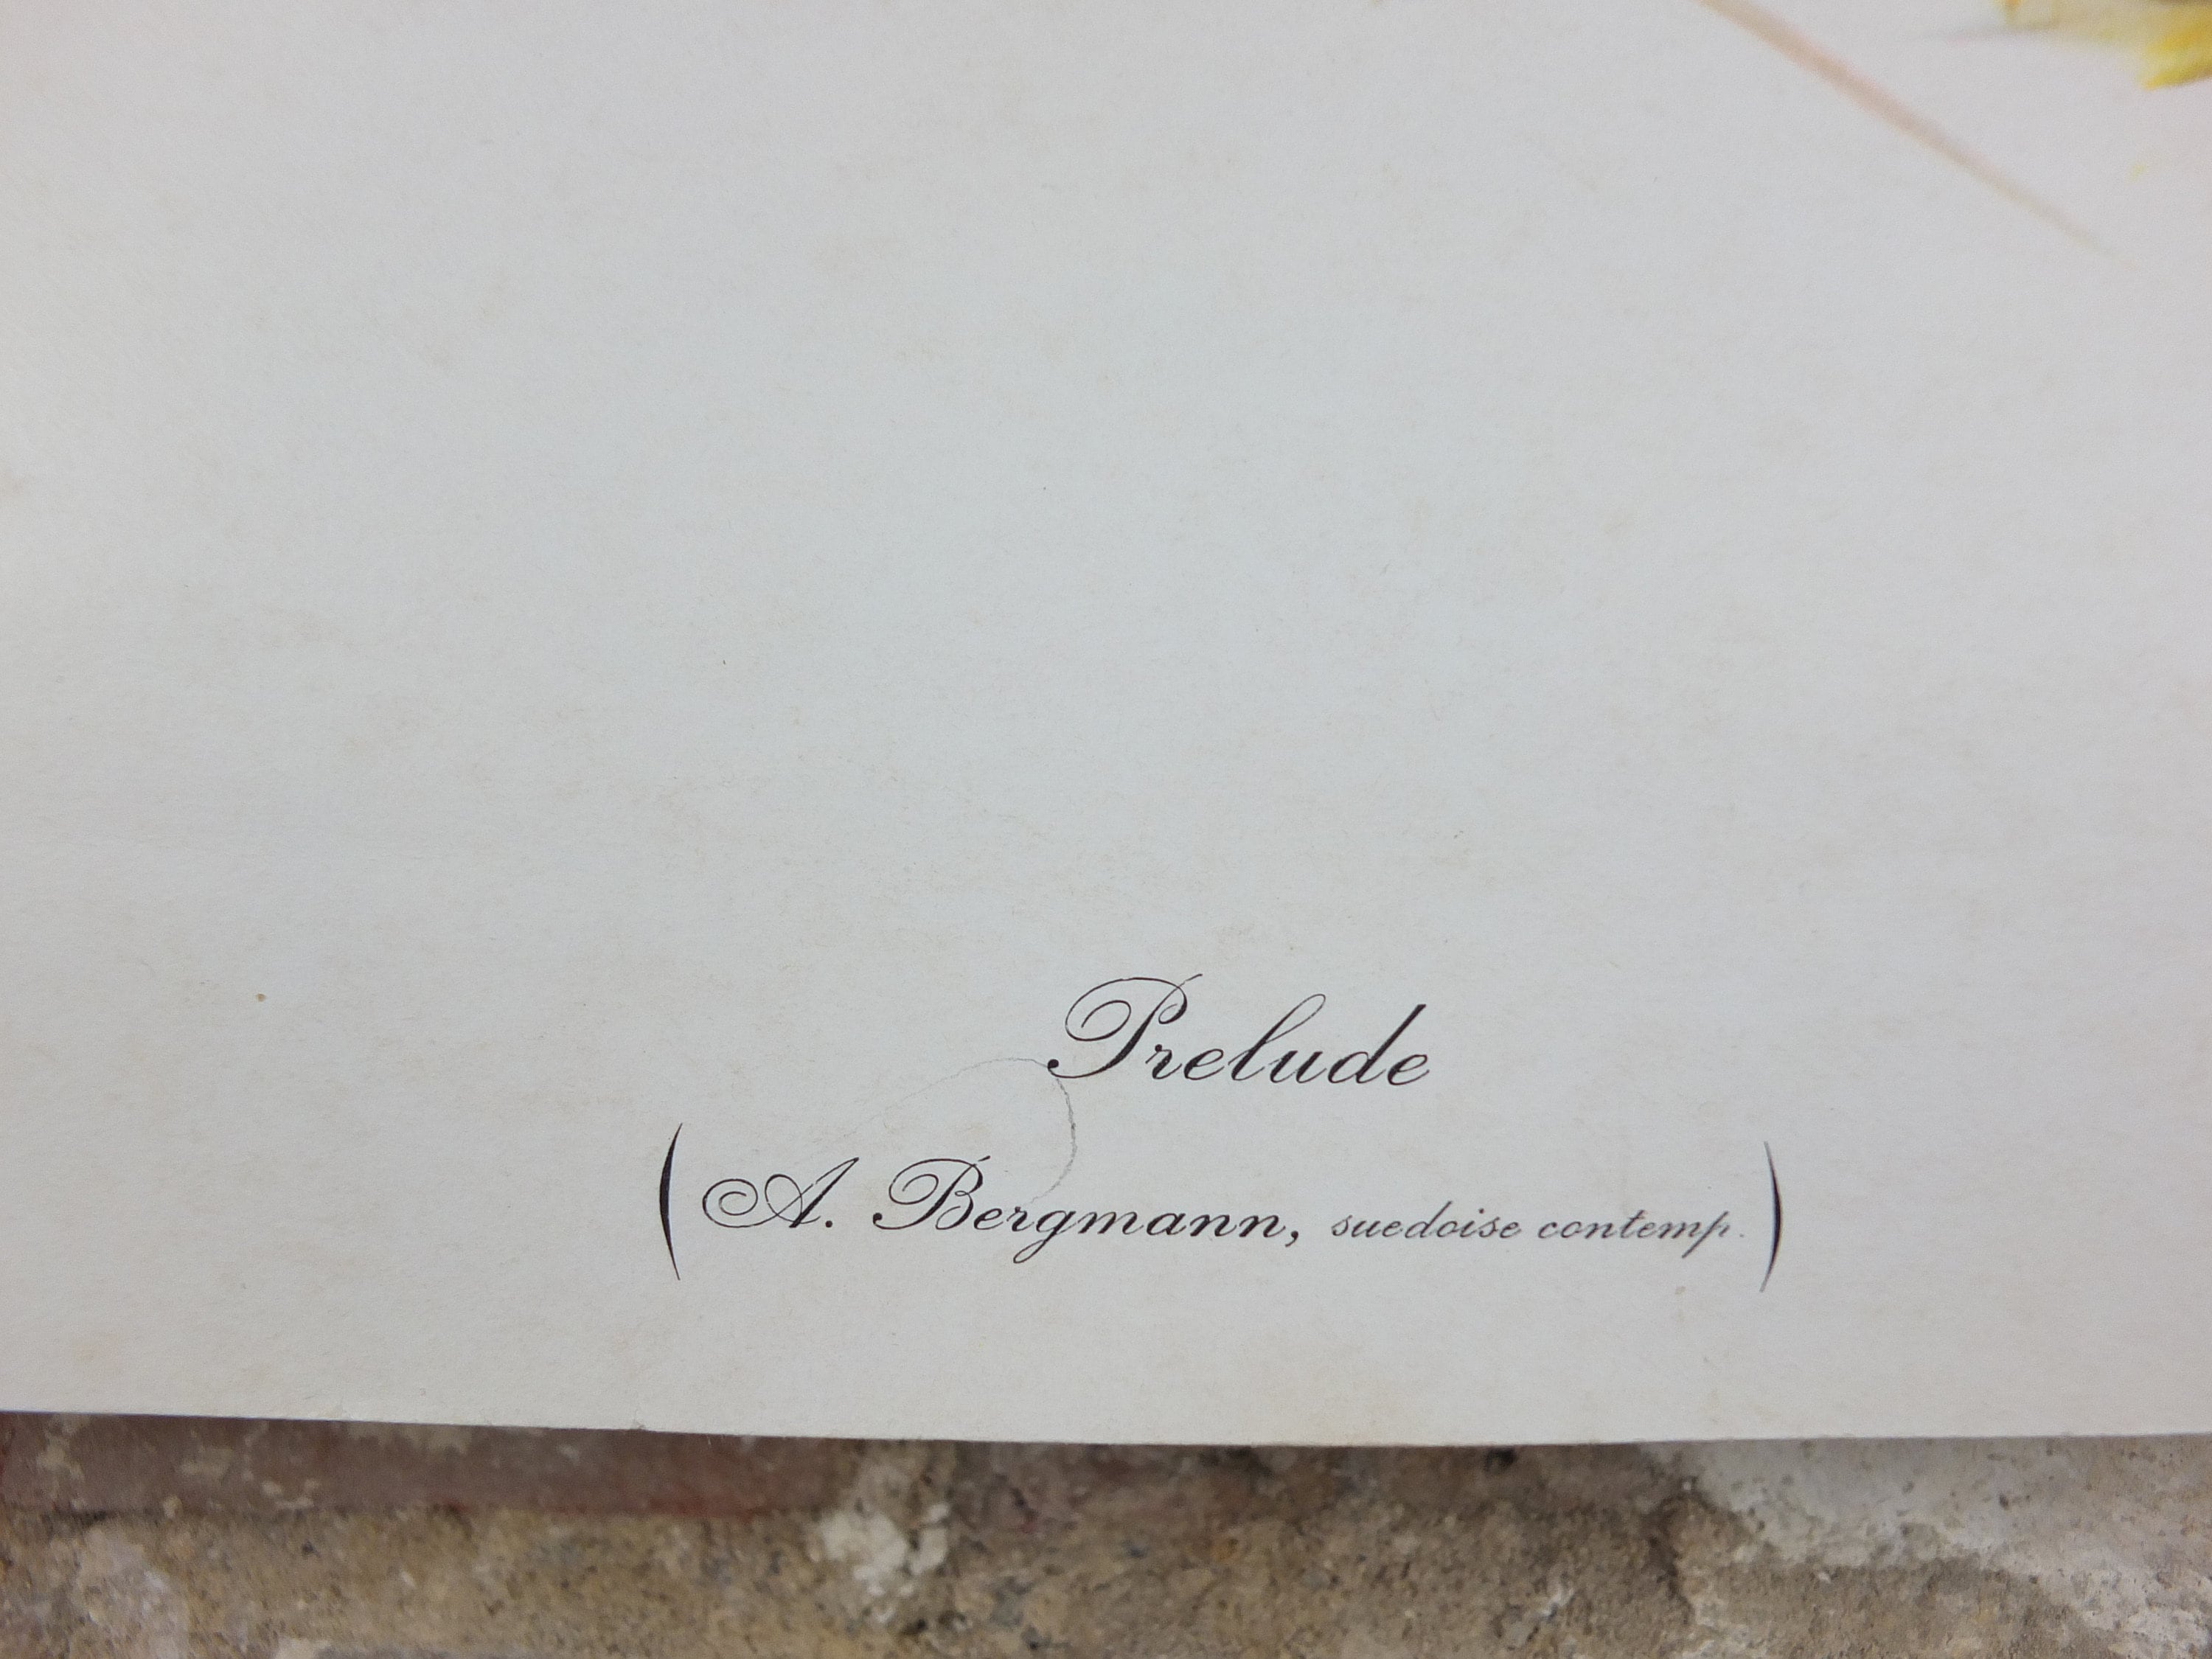 Prelude
(A. Bergmann, suedoise contemp.)